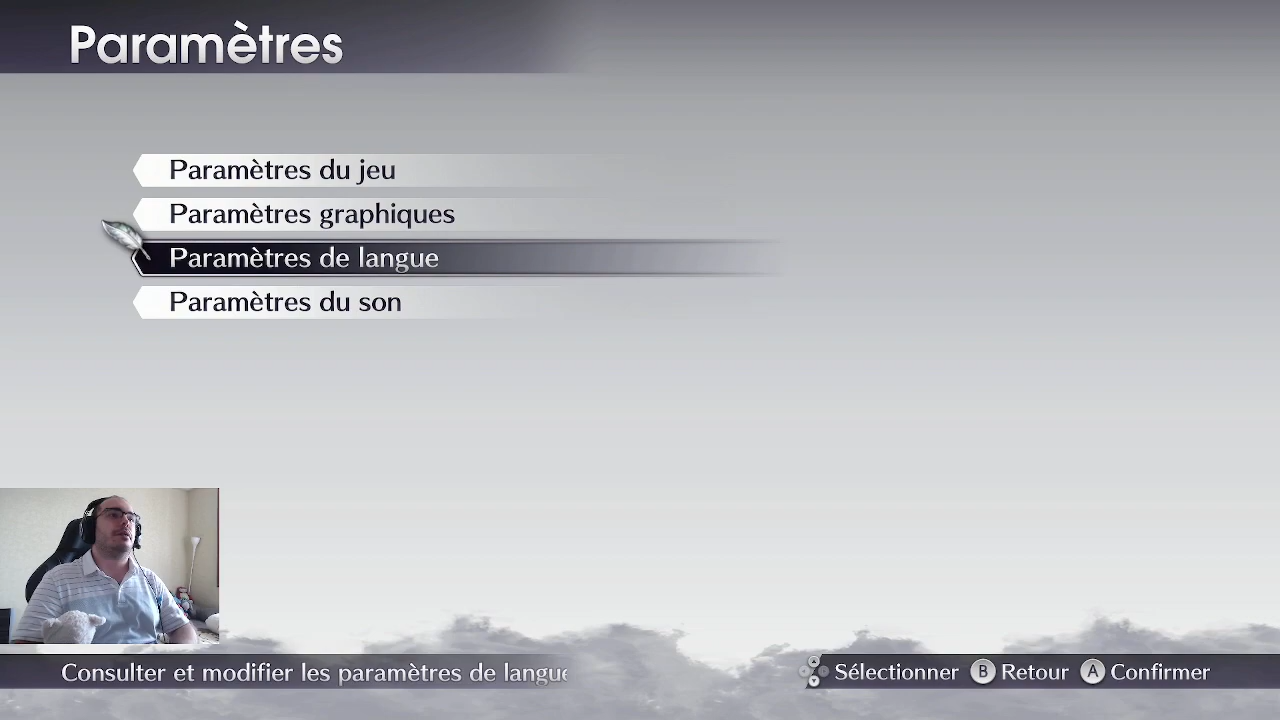 Paramètres
Paramètres du jeu
Paramètres graphiques
Paramètres de langue
Paramètres du son
Consulter et modifier les paramètres de langue
Sélectionner B Retour A Confirmer